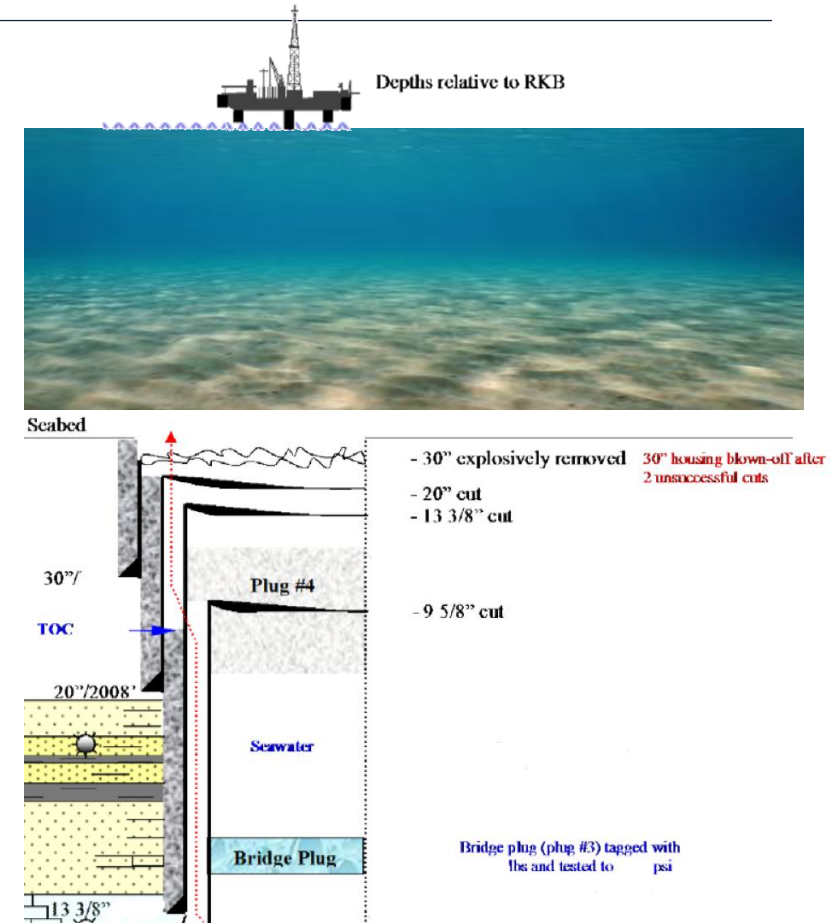 Depths relative to RKB
Seabed
- 30” explosively removed
30” housing blown-off after
2 unsuccessful cuts
- 20” cut
- 13 3/8” cut
30”/
Plug #4
- 9 5/8” cut
TOC
20”/2008’
Seawater
Bridge Plug
Bridge plug (plug #3) tagged with
lbs and tested to psi
13 3/8”